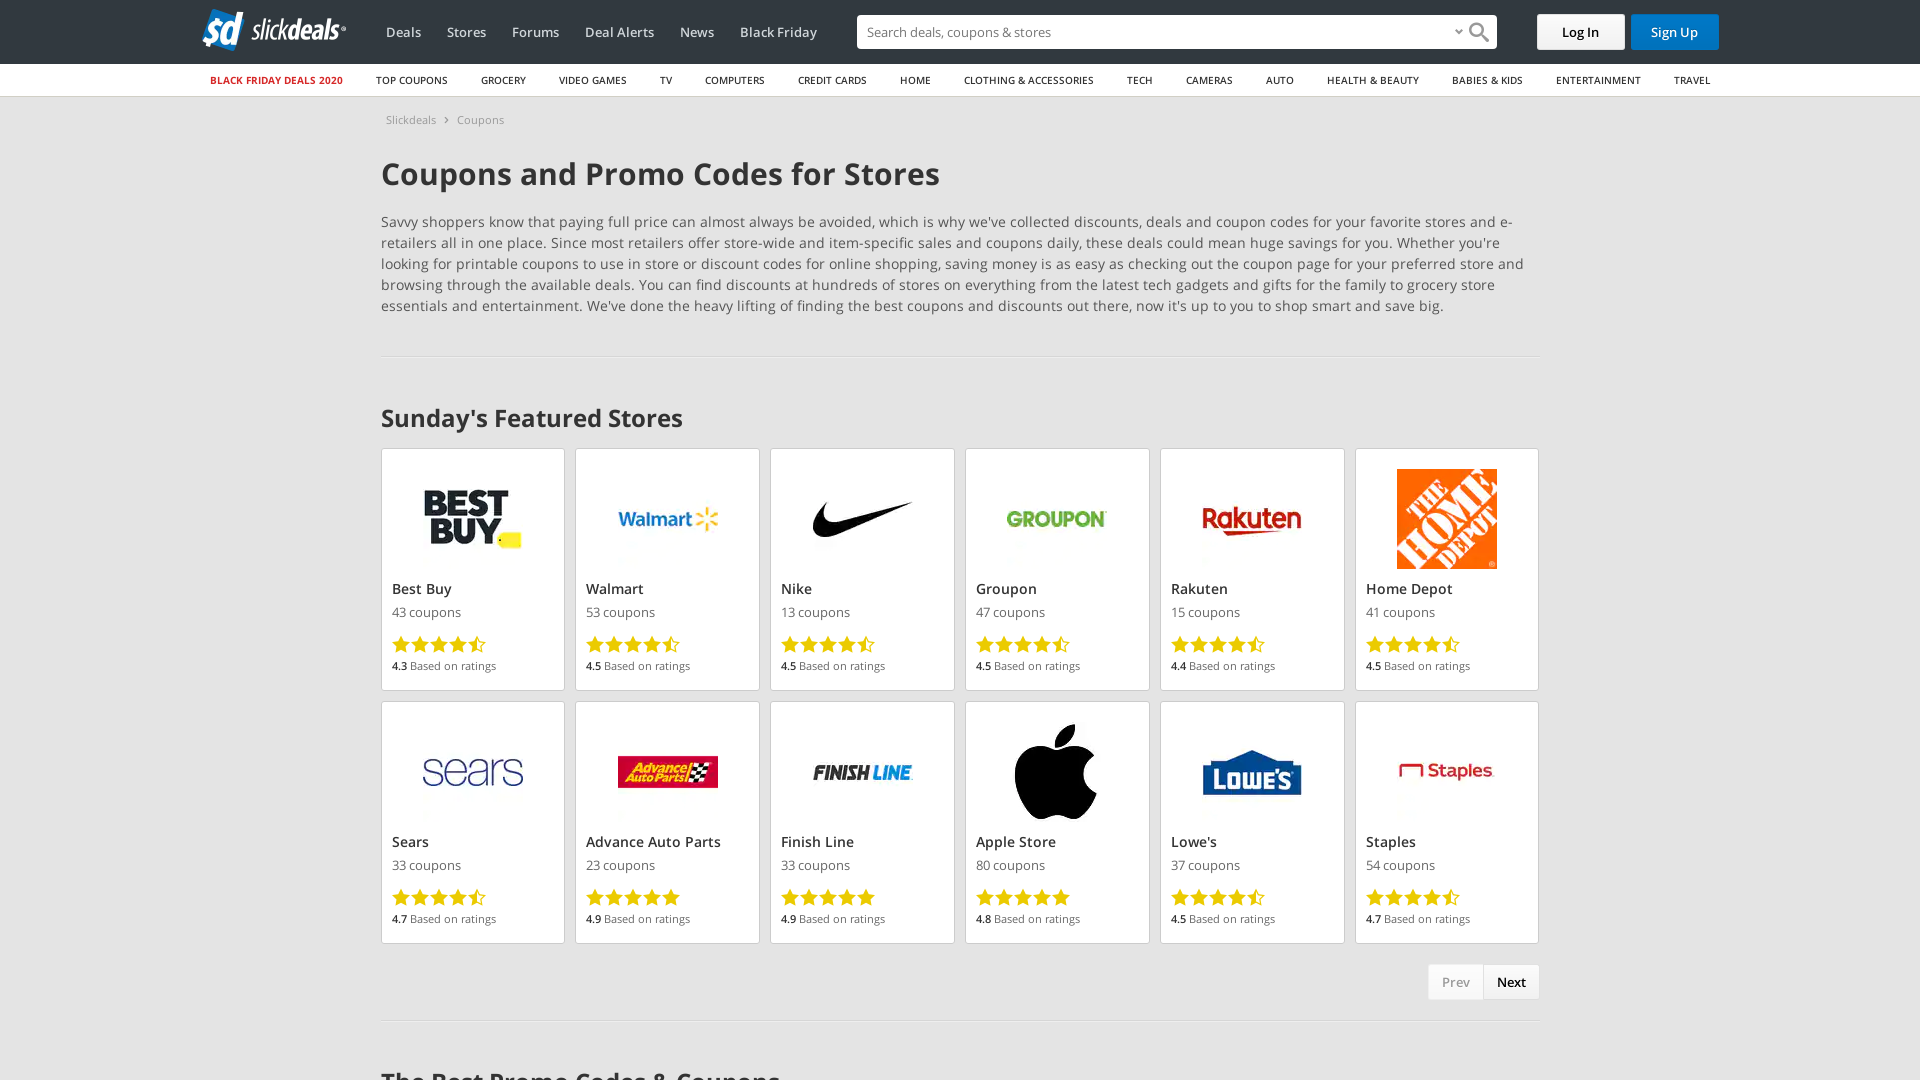 sd slickdeals
Deals
Stores
Forums
Deal Alerts
News
Black Friday
Search deals, coupons & stores
Log In
Sign Up
BLACK FRIDAY DEALS 2020
TOP COUPONS
GROCERY
VIDEO GAMES
TV
COMPUTERS
CREDIT CARDS
HOME
CLOTHING & ACCESSORIES
TECH
CAMERAS
AUTO
HEALTH & BEAUTY
BABIES & KIDS
ENTERTAINMENT
TRAVEL
Slickdeals › Coupons
Coupons and Promo Codes for Stores
Savvy shoppers know that paying full price can almost always be avoided, which is why we've collected discounts, deals and coupon codes for your favorite stores and e-
retailers all in one place. Since most retailers offer store-wide and item-specific sales and coupons daily, these deals could mean huge savings for you. Whether you're
looking for printable coupons to use in store or discount codes for online shopping, saving money is as easy as checking out the coupon page for your preferred store and
browsing through the available deals. You can find discounts at hundreds of stores on everything from the latest tech gadgets and gifts for the family to grocery store
essentials and entertainment. We've done the heavy lifting of finding the best coupons and discounts out there, now it's up to you to shop smart and save big.
Sunday's Featured Stores
BEST
BUY
Best Buy
43 coupons
4.3 Based on ratings
Walmart
Walmart
53 coupons
4.5 Based on ratings
Nike
13 coupons
4.5 Based on ratings
GROUPON
Groupon
47 coupons
4.5 Based on ratings
Rakuten
Rakuten
15 coupons
4.4 Based on ratings
THE
HOME
DEPOT
Home Depot
41 coupons
4.5 Based on ratings
sears
Sears
33 coupons
4.7 Based on ratings
Advance
Auto Parts
Advance Auto Parts
23 coupons
4.9 Based on ratings
FINISH LINE
Finish Line
33 coupons
4.9 Based on ratings
Apple Store
80 coupons
4.8 Based on ratings
LOWE'S
Lowe's
37 coupons
4.5 Based on ratings
Staples
Staples
54 coupons
4.7 Based on ratings
Prev
Next
The Best Promo Codes & Coupons